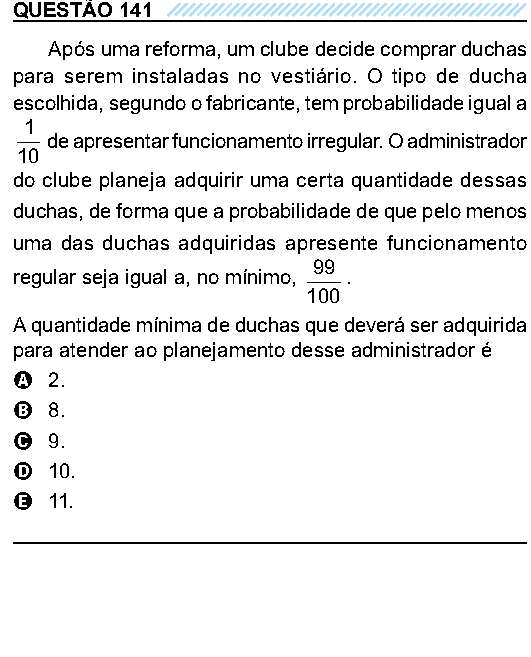 QUESTÃO 141
Após uma reforma, um clube decide comprar duchas
para serem instaladas no vestiário. O tipo de ducha
escolhida, segundo o fabricante, tem probabilidade igual a
1/10 de apresentar funcionamento irregular. O administrador
do clube planeja adquirir uma certa quantidade dessas
duchas, de forma que a probabilidade de que pelo menos
uma das duchas adquiridas apresente funcionamento
regular seja igual a, no mínimo, 99/100 .
A quantidade mínima de duchas que deverá ser adquirida
para atender ao planejamento desse administrador é
A 2.
B 8.
C 9.
D 10.
E 11.